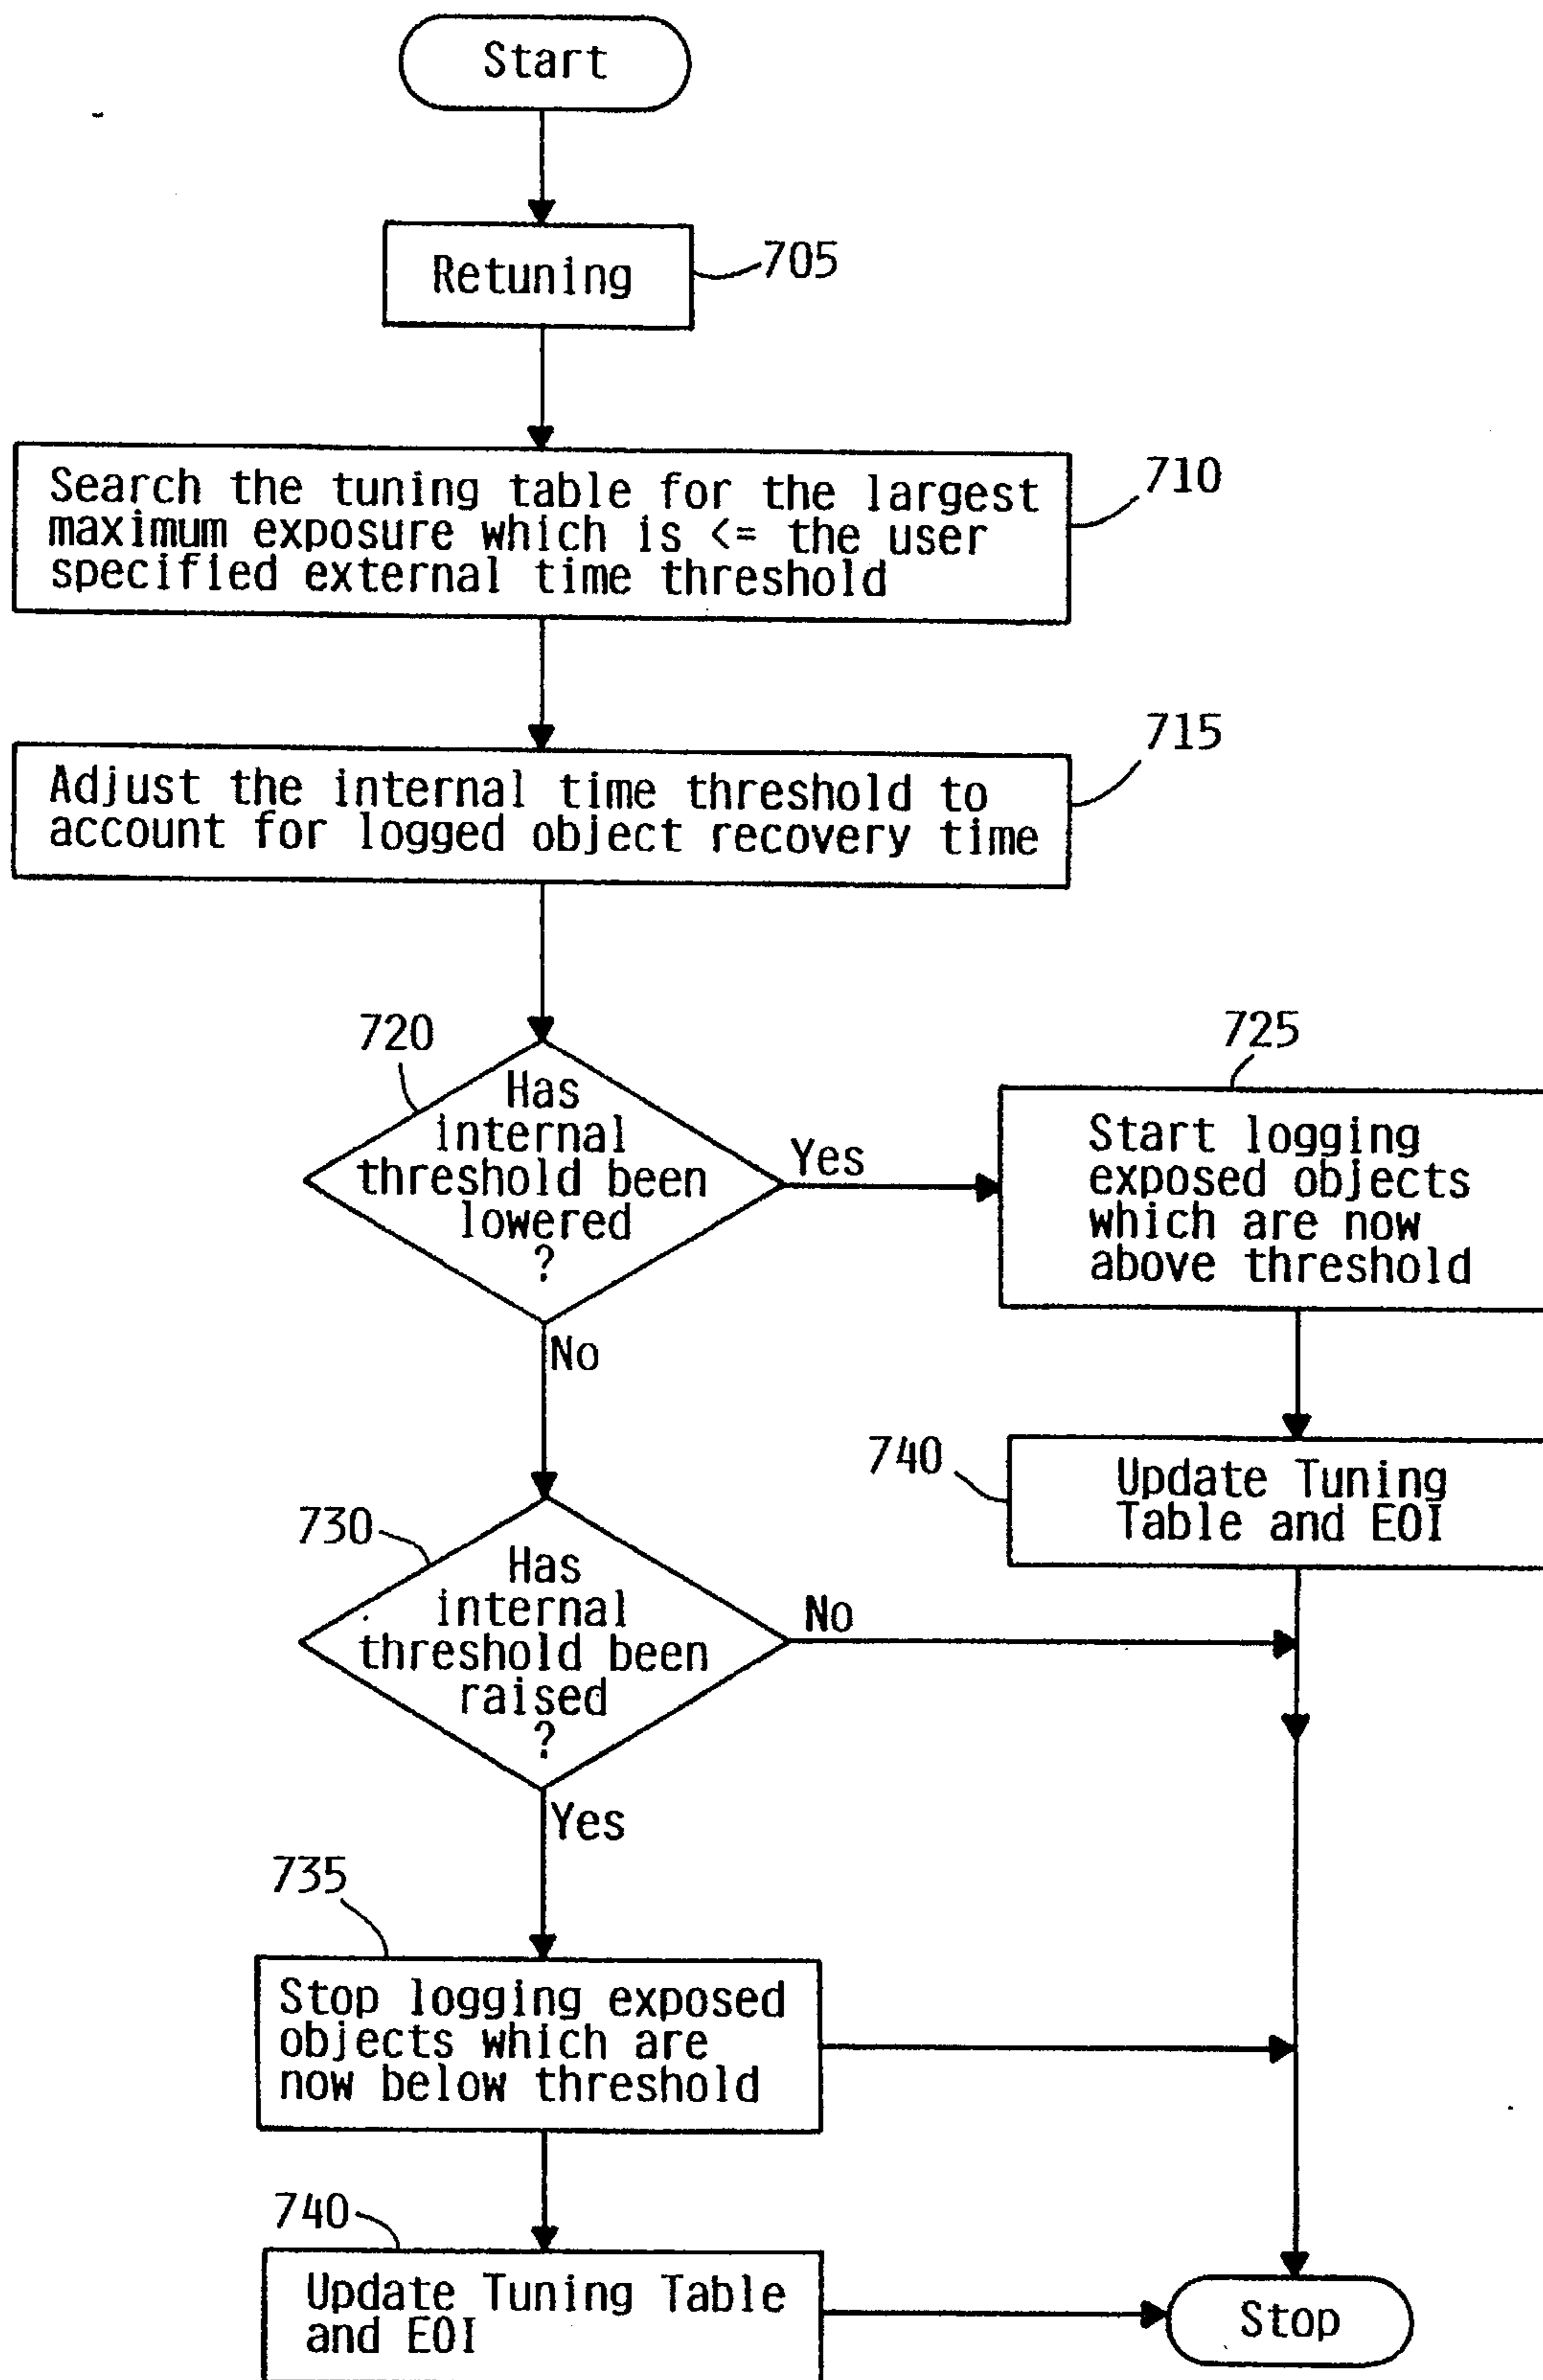 Start
Retuning
705
Search the tuning table for the largest
maximum exposure which is <= the user
specified external time threshold
710
Adjust the internal time threshold to
account for logged object recovery time
715
720
Has
internal
threshold been
lowered
?
Yes
No
725
Start logging
exposed objects
which are now
above threshold
740
Update Tuning
Table and EOI
730
Has
internal
threshold been
raised
?
No
Yes
735
Stop logging exposed
objects which are
now below threshold
740
Update Tuning Table
and EOI
Stop